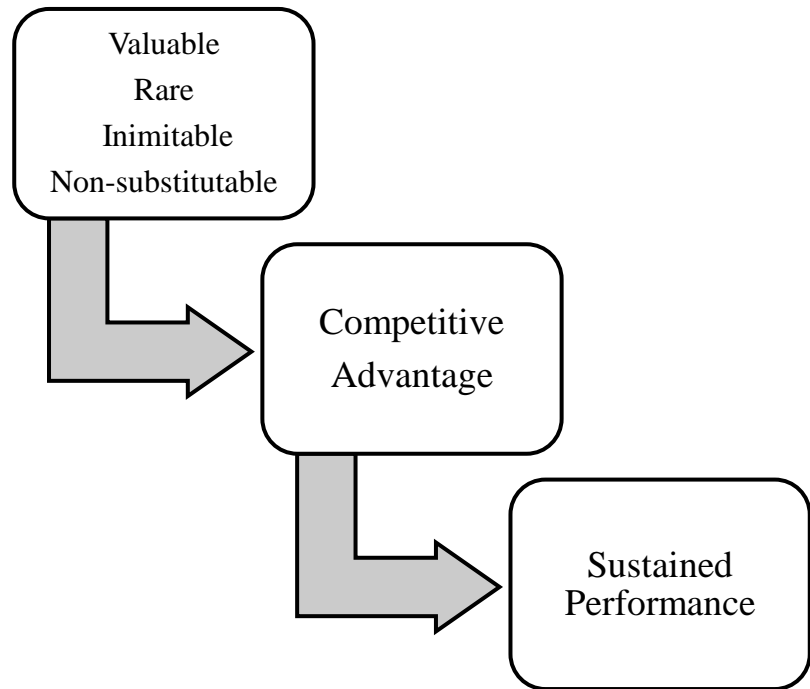 Valuable
Rare
Inimitable
Non-substitutable
Competitive
Advantage
Sustained
Performance